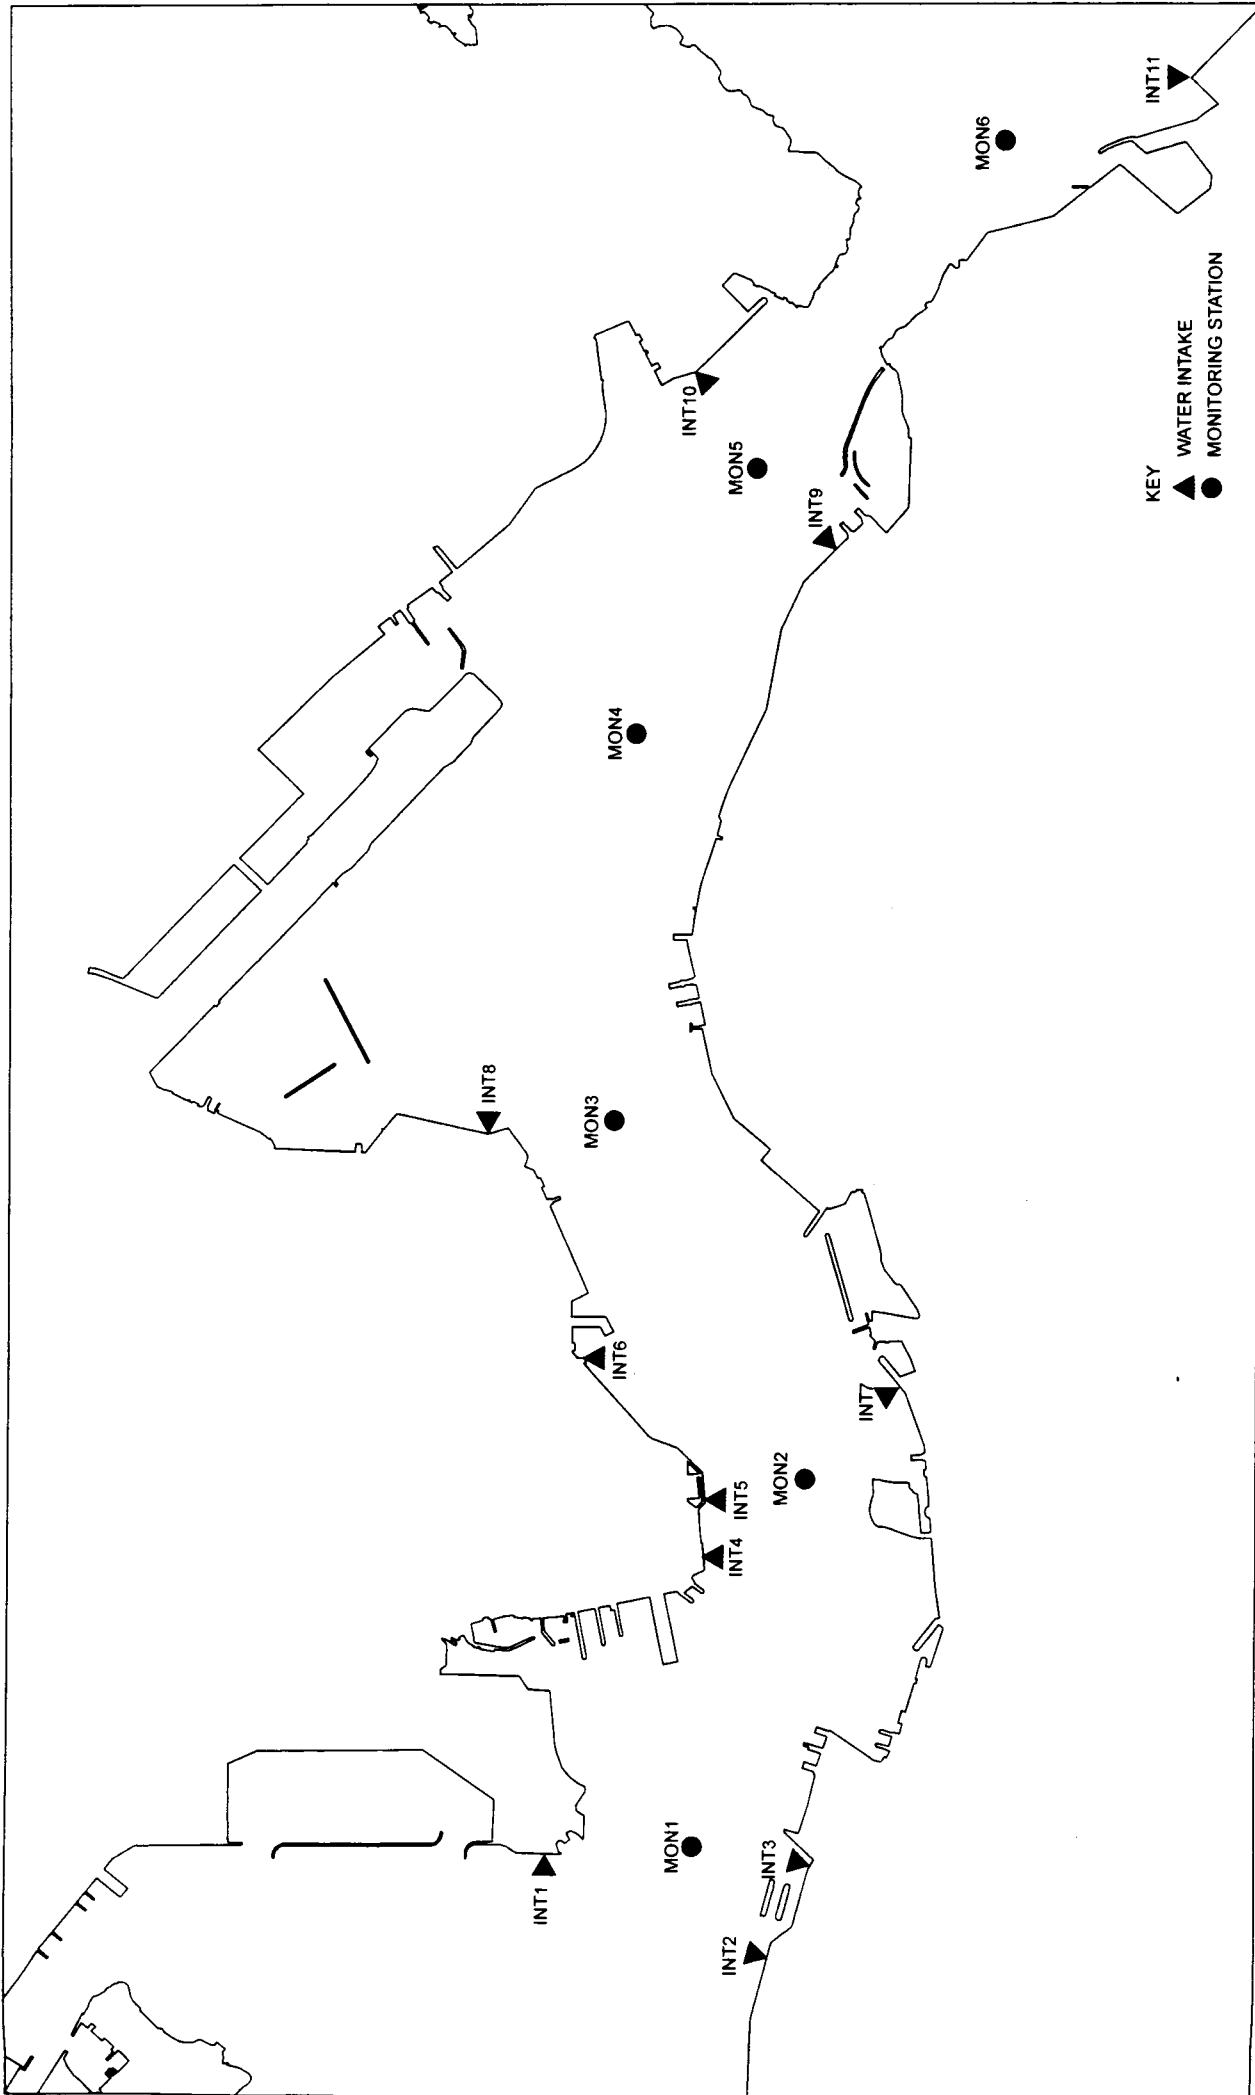 INT1
INT2
INT3
MON1
INT4
INT5
MON2
INT7
INT6
INT8
MON3
MON4
MON5
INT9
INT10
MON6
INT11
KEY
WATER INTAKE
MONITORING STATION